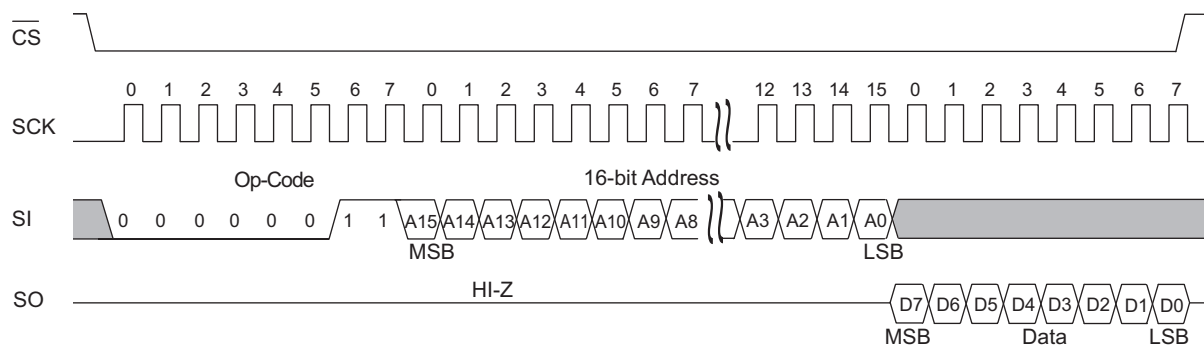 CS
0 1 2 3 4 5 6 7 0 1 2 3 4 5 6 7 12 13 14 15 0 1 2 3 4 5 6 7
SCK
Op-Code 16-bit Address
SI 0 0 0 0 0 0 1 1 A15 A14 A13 A12 A11 A10 A9 A8 A3 A2 A1 A0
MSB LSB
HI-Z
SO D7 D6 D5 D4 D3 D2 D1 D0
MSB Data LSB